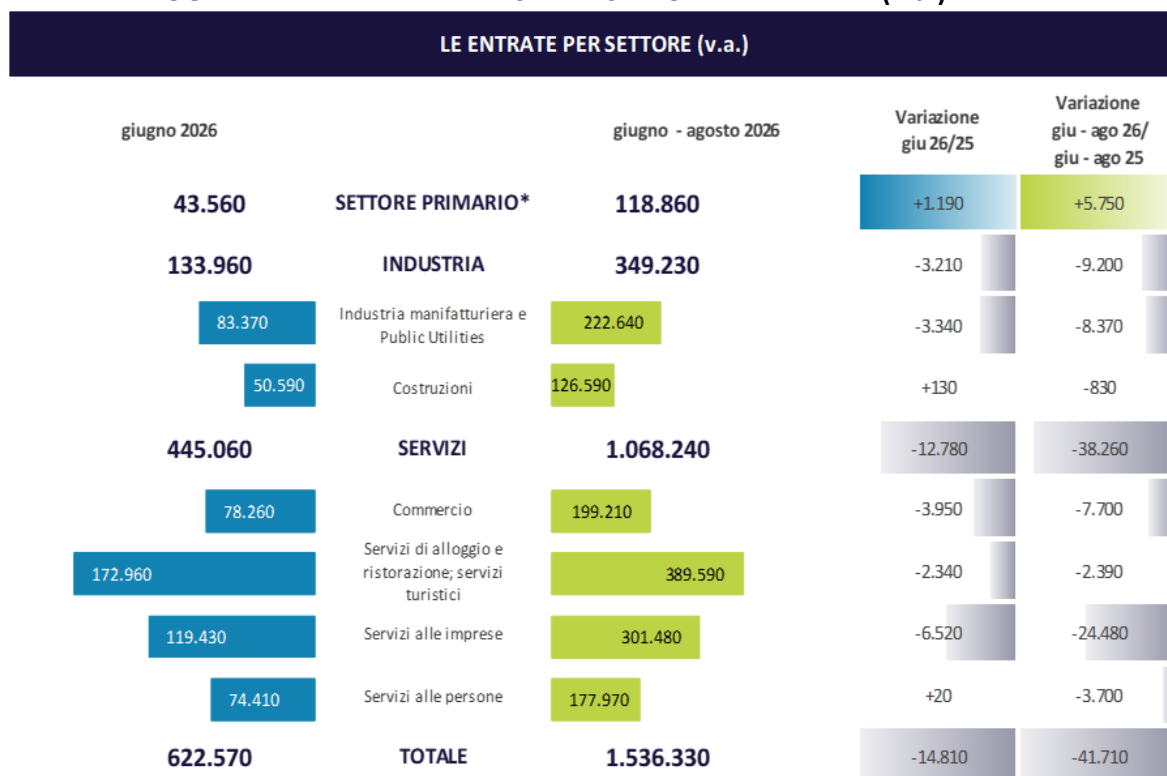 LE ENTRATE PER SETTORE (v.a.)
giugno 2026
giugno - agosto 2026
Variazione
giu 26/25
Variazione
giu - ago 26/
giu - ago 25
43.560 SETTORE PRIMARIO* 118.860 +1.190 +5.750
133.960 INDUSTRIA 349.230 -3.210 -9.200
83.370 Industria manifatturiera e
Public Utilities 222.640 -3.340 -8.370
50.590 Costruzioni 126.590 +130 -830
445.060 SERVIZI 1.068.240 -12.780 -38.260
78.260 Commercio 199.210 -3.950 -7.700
172.960 Servizi di alloggio e
ristorazione; servizi
turistici 389.590 -2.340 -2.390
119.430 Servizi alle imprese 301.480 -6.520 -24.480
74.410 Servizi alle persone 177.970 +20 -3.700
622.570 TOTALE 1.536.330 -14.810 -41.710